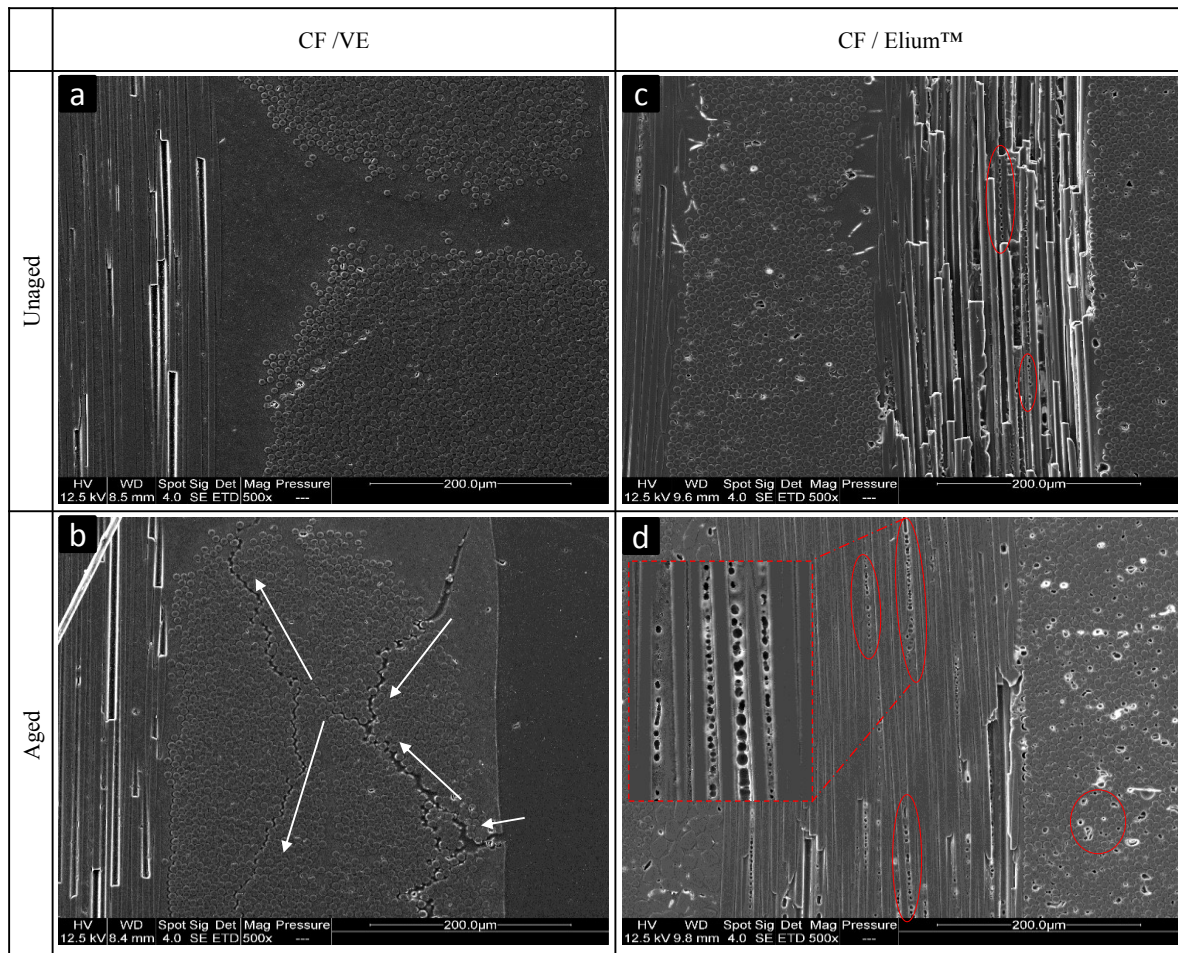 CF /VE
CF / Elium™
Unaged
a
HV WD Spot Sig Det Mag Pressure
12.5 kV 8.5 mm 4.0 SE ETD 500x --- 200.0µm
c
HV WD Spot Sig Det Mag Pressure
12.5 kV 9.6 mm 4.0 SE ETD 500x --- 200.0µm
Aged
b
HV WD Spot Sig Det Mag Pressure
12.5 kV 8.4 mm 4.0 SE ETD 500x --- 200.0µm
d
HV WD Spot Sig Det Mag Pressure
12.5 kV 9.8 mm 4.0 SE ETD 500x --- 200.0µm